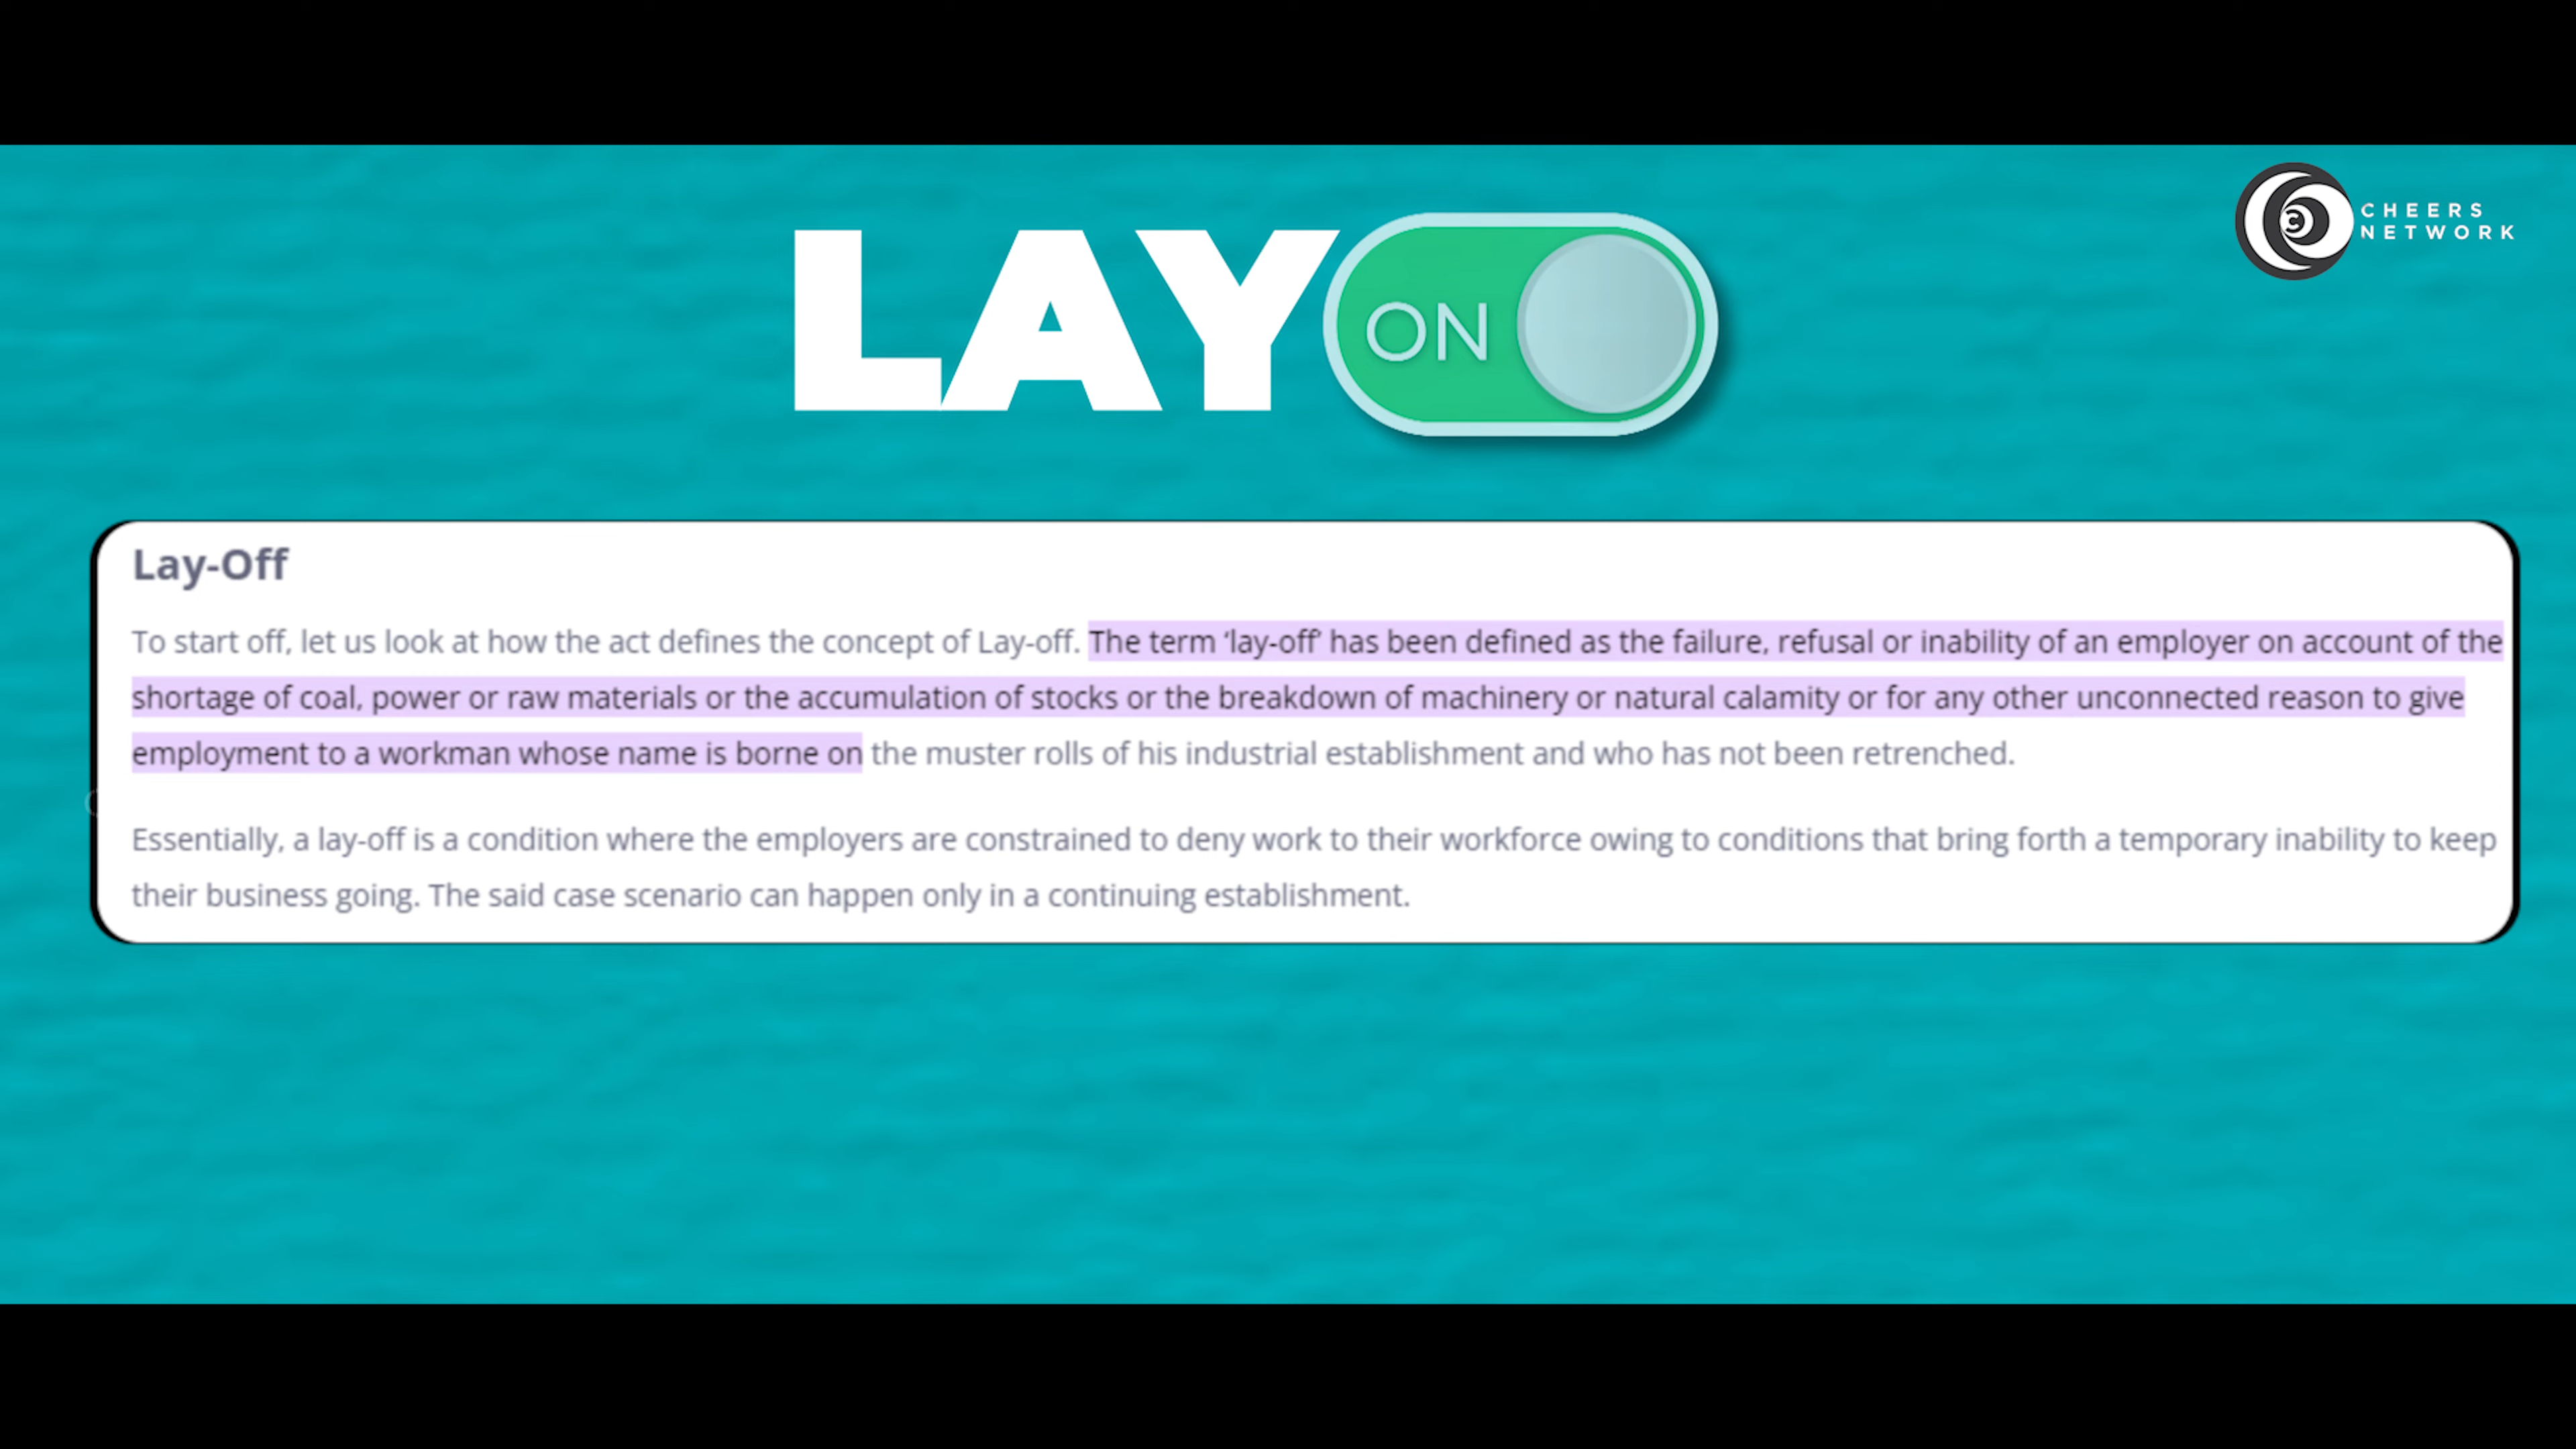 LAY ON
CHEERS
NETWORK
Lay-Off
To start off, let us look at how the act defines the concept of Lay-off. The term ‘lay-off’ has been defined as the failure, refusal or inability of an employer on account of the
shortage of coal, power or raw materials or the accumulation of stocks or the breakdown of machinery or natural calamity or for any other unconnected reason to give
employment to a workman whose name is borne on the muster rolls of his industrial establishment and who has not been retrenched.
Essentially, a lay-off is a condition where the employers are constrained to deny work to their workforce owing to conditions that bring forth a temporary inability to keep
their business going. The said case scenario can happen only in a continuing establishment.